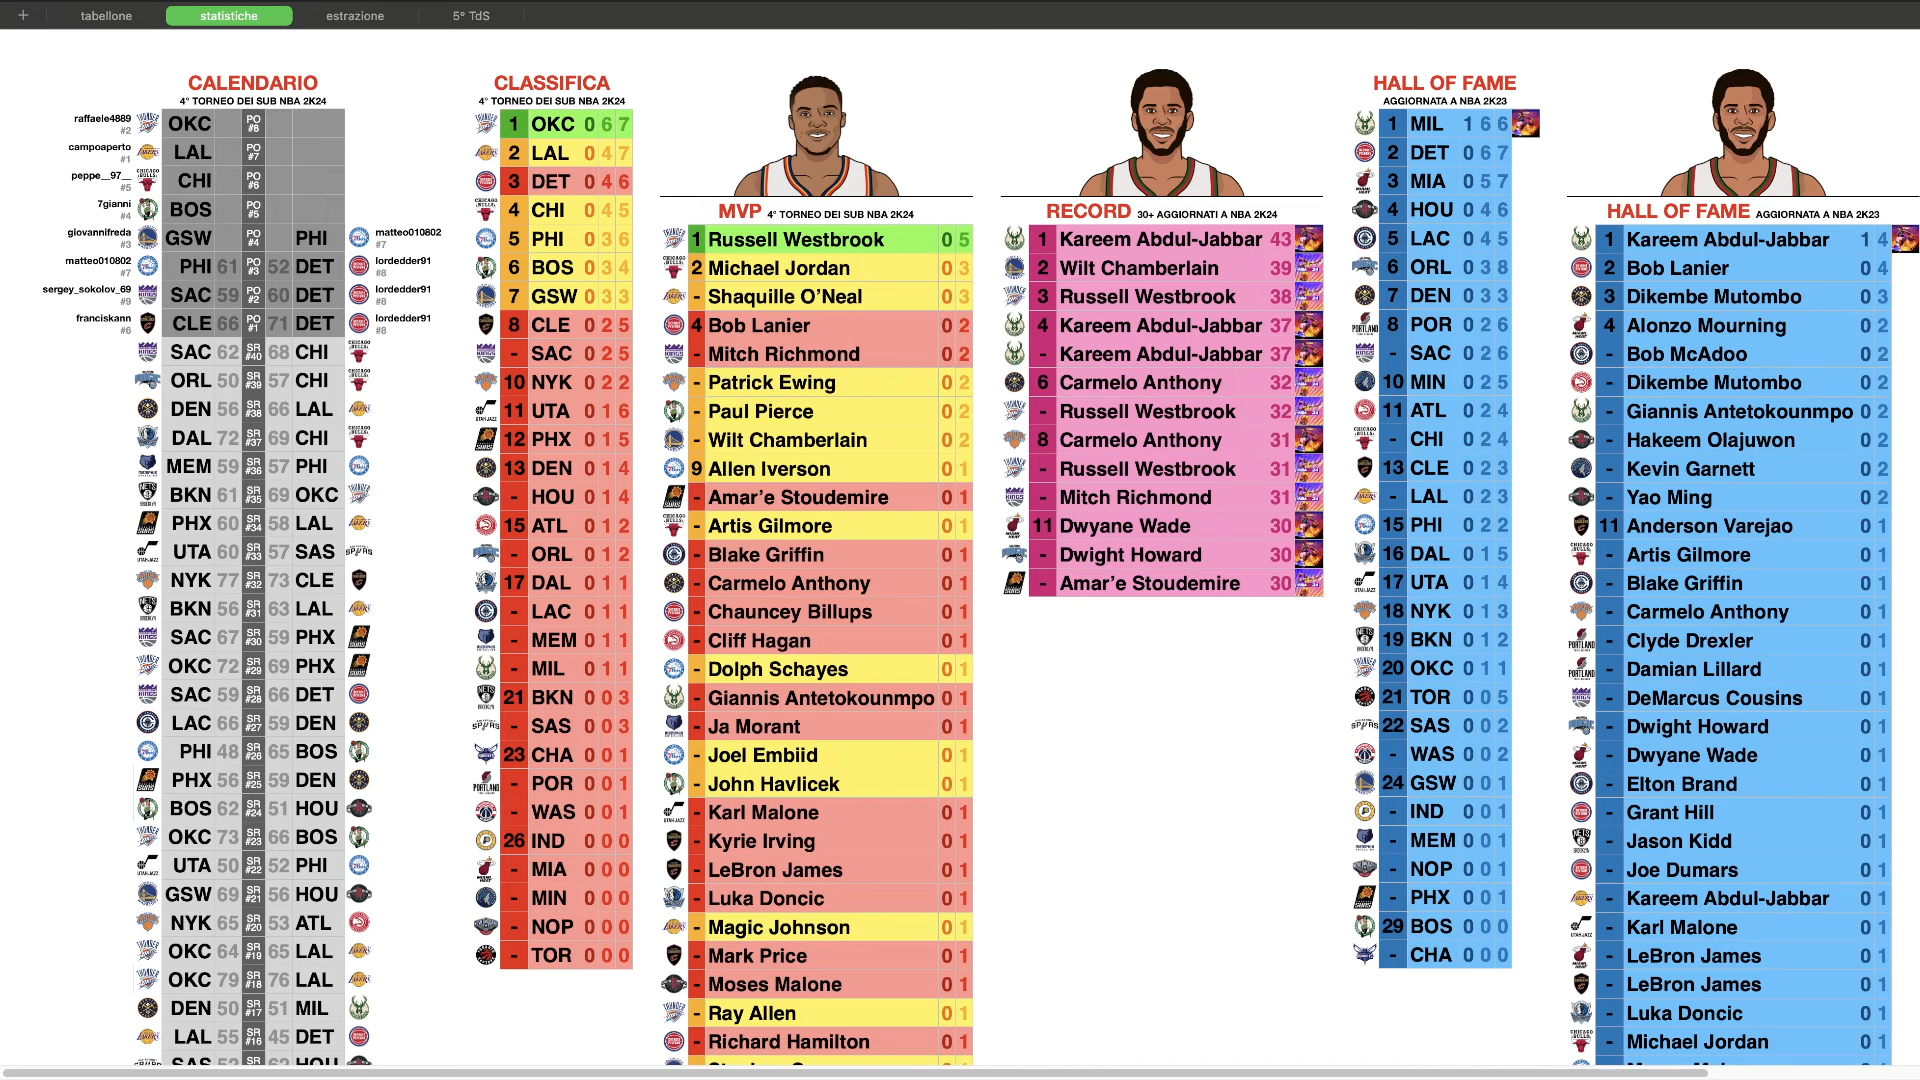 + tabellone statistiche estrazione 5° TdS
CALENDARIO
4° TORNEO DEI SUB NBA 2K24
raffaele4889 #2 OKC PO #8
campoaperto #1 LAL PO #7
peppe__97__ #5 CHI PO #6
7gianni #4 BOS PO #5
giovannifreda #3 GSW PO #4 PHI matteo010802 #7
matteo010802 #7 PHI 61 PO #3 52 DET lordedder91 #8
sergey_sokolov_69 #9 SAC 59 PO #2 60 DET lordedder91 #8
franciskann #6 CLE 66 PO #1 71 DET lordedder91 #8
SAC 62 SR #40 68 CHI
ORL 50 SR #39 57 CHI
DEN 56 SR #38 66 LAL
DAL 72 SR #37 69 CHI
MEM 59 SR #36 57 PHI
BKN 61 SR #35 69 OKC
PHX 60 SR #34 58 LAL
UTA 60 SR #33 57 SAS
NYK 77 SR #32 73 CLE
BKN 56 SR #31 63 LAL
SAC 67 SR #30 59 PHX
OKC 72 SR #29 69 PHX
SAC 59 SR #28 66 DET
LAC 66 SR #27 59 DEN
PHI 48 SR #26 65 BOS
PHX 56 SR #25 59 DEN
BOS 62 SR #24 51 HOU
OKC 73 SR #23 66 BOS
UTA 50 SR #22 52 PHI
GSW 69 SR #21 56 HOU
NYK 65 SR #20 53 ATL
OKC 64 SR #19 65 LAL
OKC 79 SR #18 76 LAL
DEN 50 SR #17 51 MIL
LAL 55 SR #16 45 DET
CLASSIFICA
4° TORNEO DEI SUB NBA 2K24
1 OKC 0 6 7
2 LAL 0 4 7
3 DET 0 4 6
4 CHI 0 4 5
5 PHI 0 3 6
6 BOS 0 3 4
7 GSW 0 3 3
8 CLE 0 2 5
- SAC 0 2 5
10 NYK 0 2 2
11 UTA 0 1 6
12 PHX 0 1 5
13 DEN 0 1 4
- HOU 0 1 4
15 ATL 0 1 2
- ORL 0 1 2
17 DAL 0 1 1
- LAC 0 1 1
- MEM 0 1 1
- MIL 0 1 1
21 BKN 0 0 3
- SAS 0 0 3
23 CHA 0 0 1
- POR 0 0 1
- WAS 0 0 1
26 IND 0 0 0
- MIA 0 0 0
- MIN 0 0 0
- NOP 0 0 0
- TOR 0 0 0
MVP 4° TORNEO DEI SUB NBA 2K24
1 Russell Westbrook 0 5
2 Michael Jordan 0 3
- Shaquille O’Neal 0 3
4 Bob Lanier 0 2
- Mitch Richmond 0 2
- Patrick Ewing 0 2
- Paul Pierce 0 2
- Wilt Chamberlain 0 2
9 Allen Iverson 0 1
- Amar’e Stoudemire 0 1
- Artis Gilmore 0 1
- Blake Griffin 0 1
- Carmelo Anthony 0 1
- Chauncey Billups 0 1
- Cliff Hagan 0 1
- Dolph Schayes 0 1
- Giannis Antetokounmpo 0 1
- Ja Morant 0 1
- Joel Embiid 0 1
- John Havlicek 0 1
- Karl Malone 0 1
- Kyrie Irving 0 1
- LeBron James 0 1
- Luka Doncic 0 1
- Magic Johnson 0 1
- Mark Price 0 1
- Moses Malone 0 1
- Ray Allen 0 1
- Richard Hamilton 0 1
RECORD 30+ AGGIORNATI A NBA 2K24
1 Kareem Abdul-Jabbar 43
2 Wilt Chamberlain 39
3 Russell Westbrook 38
4 Kareem Abdul-Jabbar 37
- Kareem Abdul-Jabbar 37
6 Carmelo Anthony 32
- Russell Westbrook 32
8 Carmelo Anthony 31
- Russell Westbrook 31
- Mitch Richmond 31
11 Dwyane Wade 30
- Dwight Howard 30
- Amar’e Stoudemire 30
HALL OF FAME
AGGIORNATA A NBA 2K23
1 MIL 1 6 6
2 DET 0 6 7
3 MIA 0 5 7
4 HOU 0 4 6
5 LAC 0 4 5
6 ORL 0 3 8
7 DEN 0 3 3
8 POR 0 2 6
- SAC 0 2 6
10 MIN 0 2 5
11 ATL 0 2 4
- CHI 0 2 4
13 CLE 0 2 3
- LAL 0 2 3
15 PHI 0 2 2
16 DAL 0 1 5
17 UTA 0 1 4
18 NYK 0 1 3
19 BKN 0 1 2
20 OKC 0 1 1
21 TOR 0 0 5
22 SAS 0 0 2
- WAS 0 0 2
24 GSW 0 0 1
- IND 0 0 1
- MEM 0 0 1
- NOP 0 0 1
- PHX 0 0 1
29 BOS 0 0 0
- CHA 0 0 0
HALL OF FAME AGGIORNATA A NBA 2K23
1 Kareem Abdul-Jabbar 1 4
2 Bob Lanier 0 4
3 Dikembe Mutombo 0 3
4 Alonzo Mourning 0 2
- Bob McAdoo 0 2
- Dikembe Mutombo 0 2
- Giannis Antetokounmpo 0 2
- Hakeem Olajuwon 0 2
- Kevin Garnett 0 2
- Yao Ming 0 2
11 Anderson Varejao 0 1
- Artis Gilmore 0 1
- Blake Griffin 0 1
- Carmelo Anthony 0 1
- Clyde Drexler 0 1
- Damian Lillard 0 1
- DeMarcus Cousins 0 1
- Dwight Howard 0 1
- Dwyane Wade 0 1
- Elton Brand 0 1
- Grant Hill 0 1
- Jason Kidd 0 1
- Joe Dumars 0 1
- Kareem Abdul-Jabbar 0 1
- Karl Malone 0 1
- LeBron James 0 1
- LeBron James 0 1
- Luka Doncic 0 1
- Michael Jordan 0 1